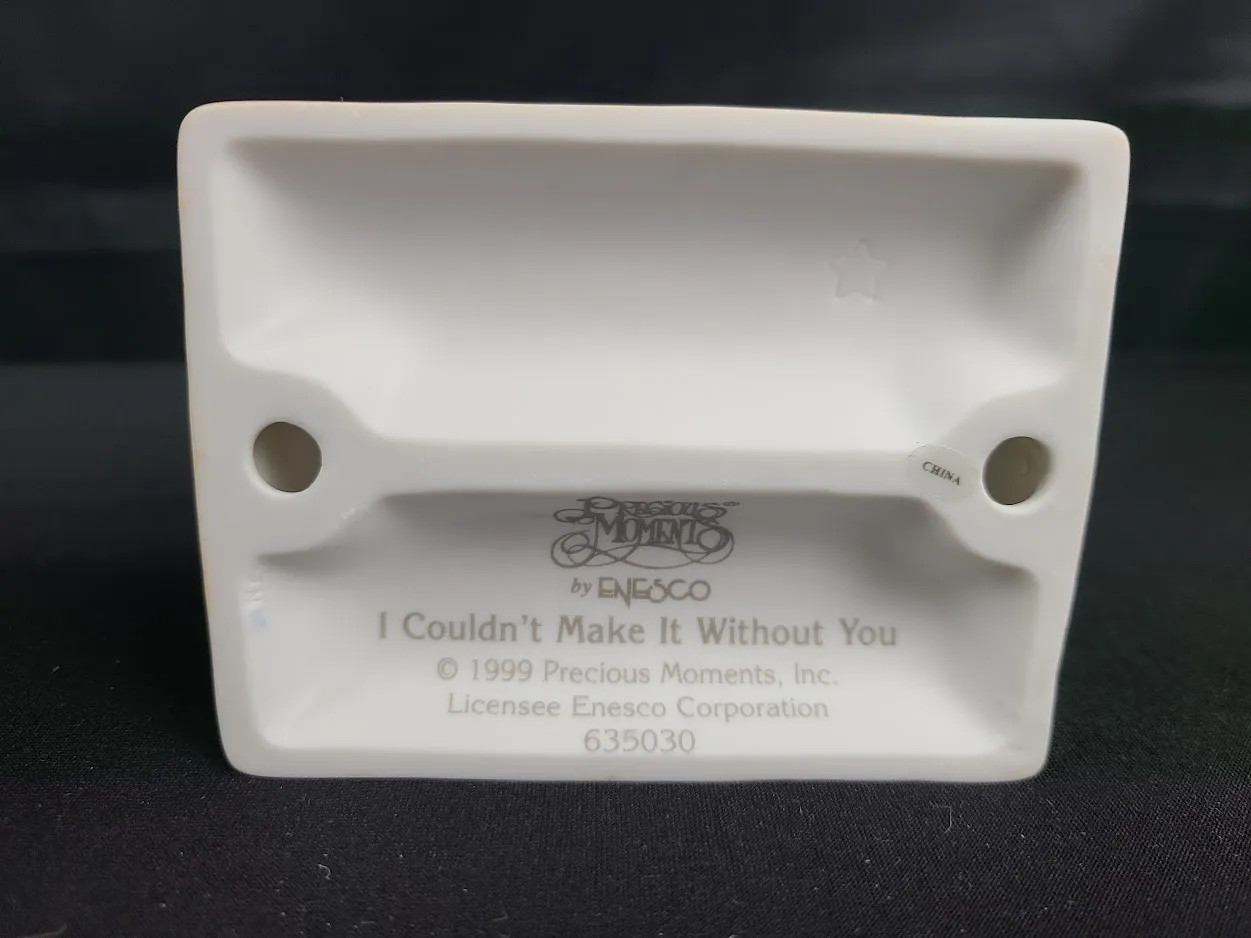 CHINA
PRECIOUS
MOMENTS
by ENESCO
I Couldn't Make It Without You
© 1999 Precious Moments, Inc.
Licensee Enesco Corporation
635030